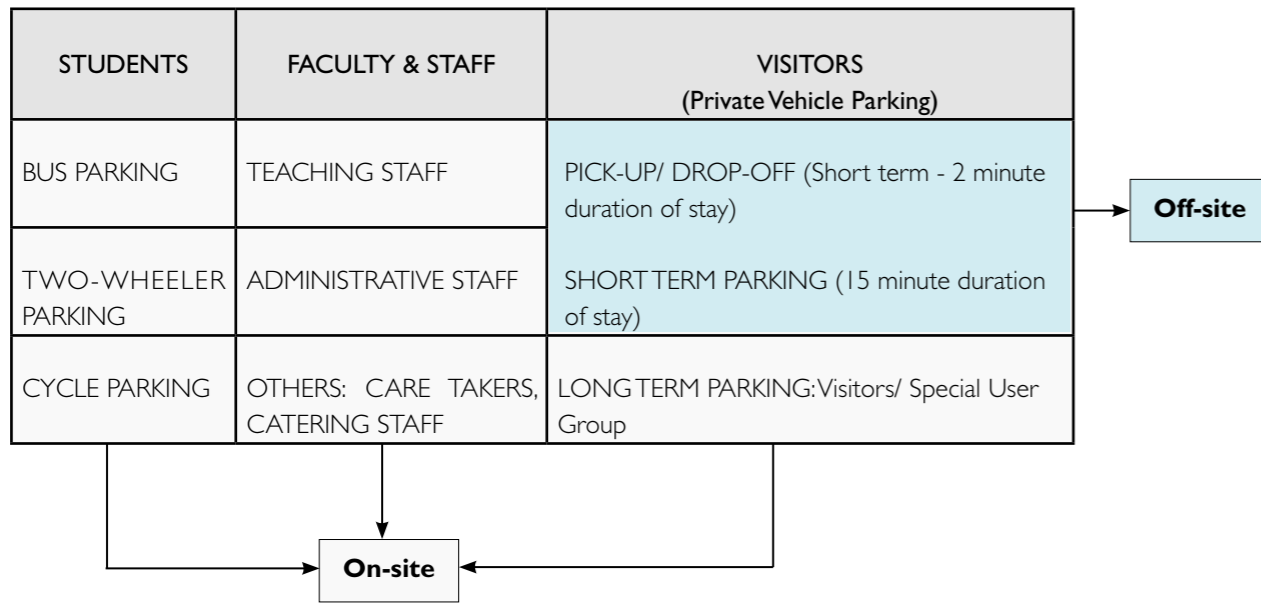 STUDENTS
FACULTY & STAFF
VISITORS
(Private Vehicle Parking)
BUS PARKING
TEACHING STAFF
PICK-UP/ DROP-OFF (Short term - 2 minute
duration of stay)
Off-site
TWO-WHEELER
PARKING
ADMINISTRATIVE STAFF
SHORT TERM PARKING (15 minute duration
of stay)
CYCLE PARKING
OTHERS: CARE TAKERS,
CATERING STAFF
LONG TERM PARKING: Visitors/ Special User
Group
On-site